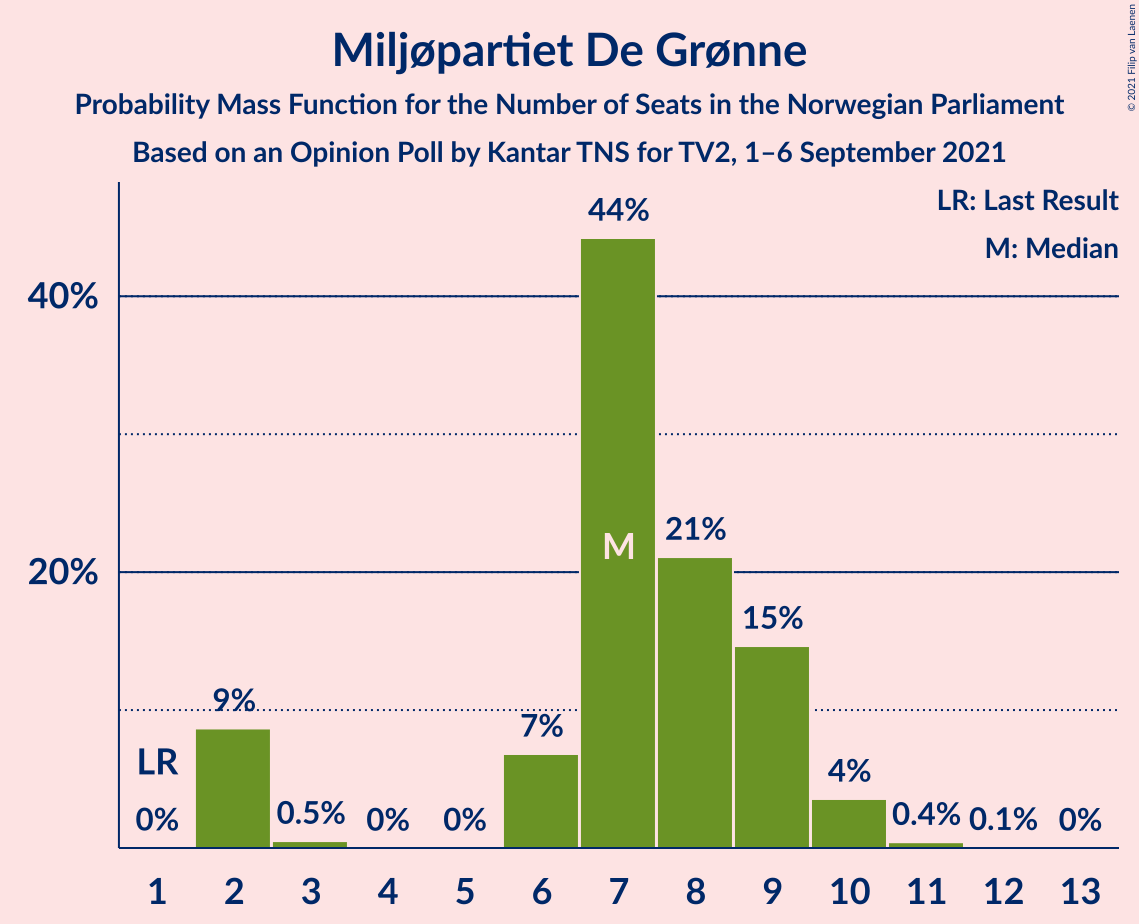 Miljøpartiet De Grønne
Probability Mass Function for the Number of Seats in the Norwegian Parliament
Based on an Opinion Poll by Kantar TNS for TV2, 1–6 September 2021
© 2021 Filip van Laenen
LR: Last Result
M: Median
44%
40%
M
21%
20%
15%
9%
7%
LR
4%
0%
0.5%
0%
0%
0.4%
0.1%
0%
1 2 3 4 5 6 7 8 9 10 11 12 13